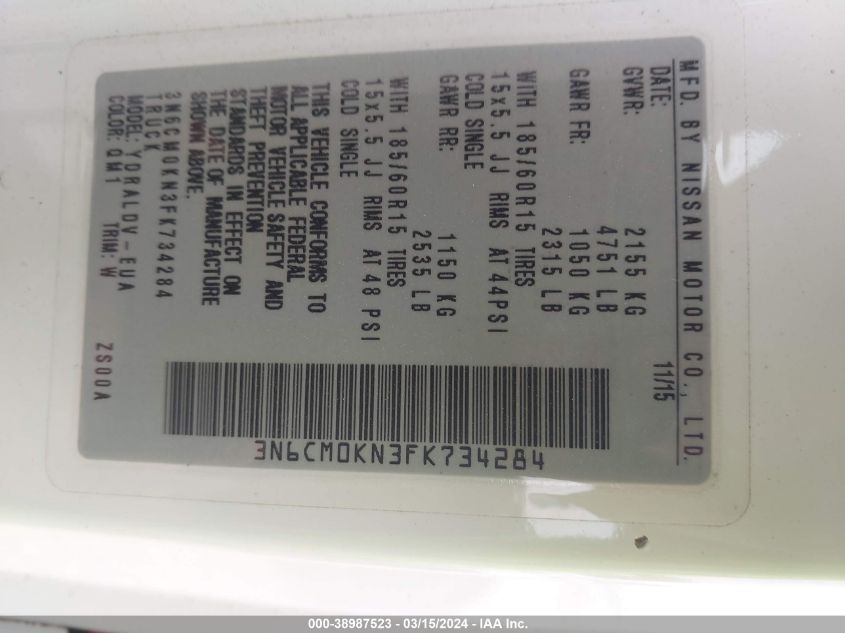 MFD. BY NISSAN MOTOR CO., LTD.
DATE: 11/15
GVWR: 2155 KG
4751 LB
GAWR FR: 1050 KG
2315 LB
WITH 185/60R15 TIRES
15x5.5 JJ RIMS AT 44PSI
COLD SINGLE
GAWR RR: 1150 KG
2535 LB
WITH 185/60R15 TIRES
15x5.5 JJ RIMS AT 48 PSI
COLD SINGLE
THIS VEHICLE CONFORMS TO
ALL APPLICABLE FEDERAL
MOTOR VEHICLE SAFETY AND
THEFT PREVENTION
STANDARDS IN EFFECT ON
THE DATE OF MANUFACTURE
SHOWN ABOVE.
3N6CM0KN3FK734284
TRUCK
MODEL: YDRALDV-EUA
COLOR: QM1 TRIM: W ZS00A
3N6CM0KN3FK734284
000-38987523 - 03/15/2024 - IAA Inc.